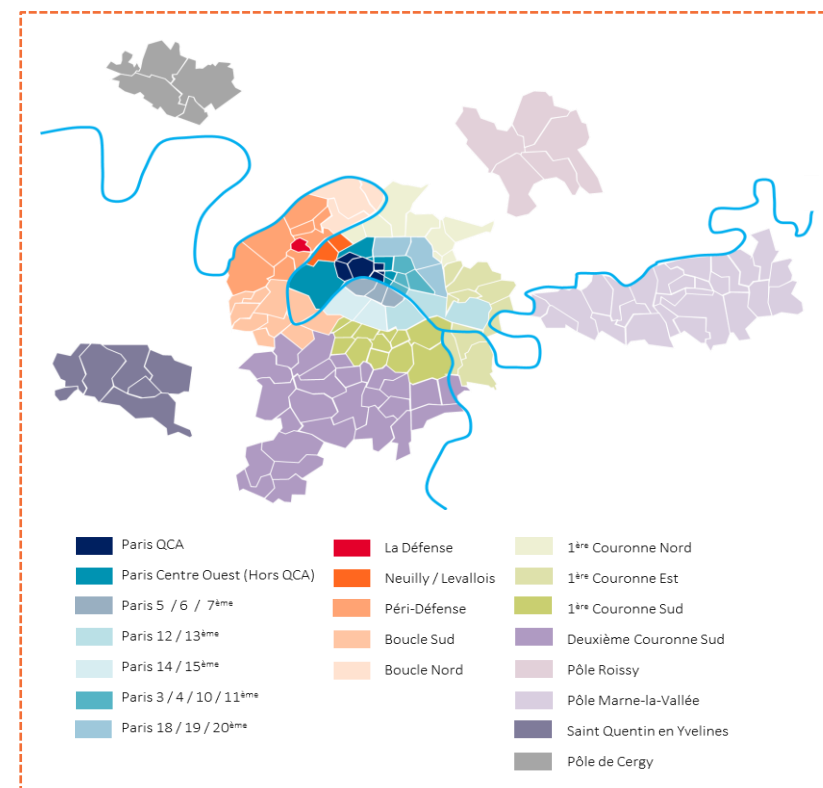 Paris QCA
Paris Centre Ouest (Hors QCA)
Paris 5 / 6 / 7ème
Paris 12 / 13ème
Paris 14 / 15ème
Paris 3 / 4 / 10 / 11ème
Paris 18 / 19 / 20ème
La Défense
Neuilly / Levallois
Péri-Défense
Boucle Sud
Boucle Nord
1ère Couronne Nord
1ère Couronne Est
1ère Couronne Sud
Deuxième Couronne Sud
Pôle Roissy
Pôle Marne-la-Vallée
Saint Quentin en Yvelines
Pôle de Cergy